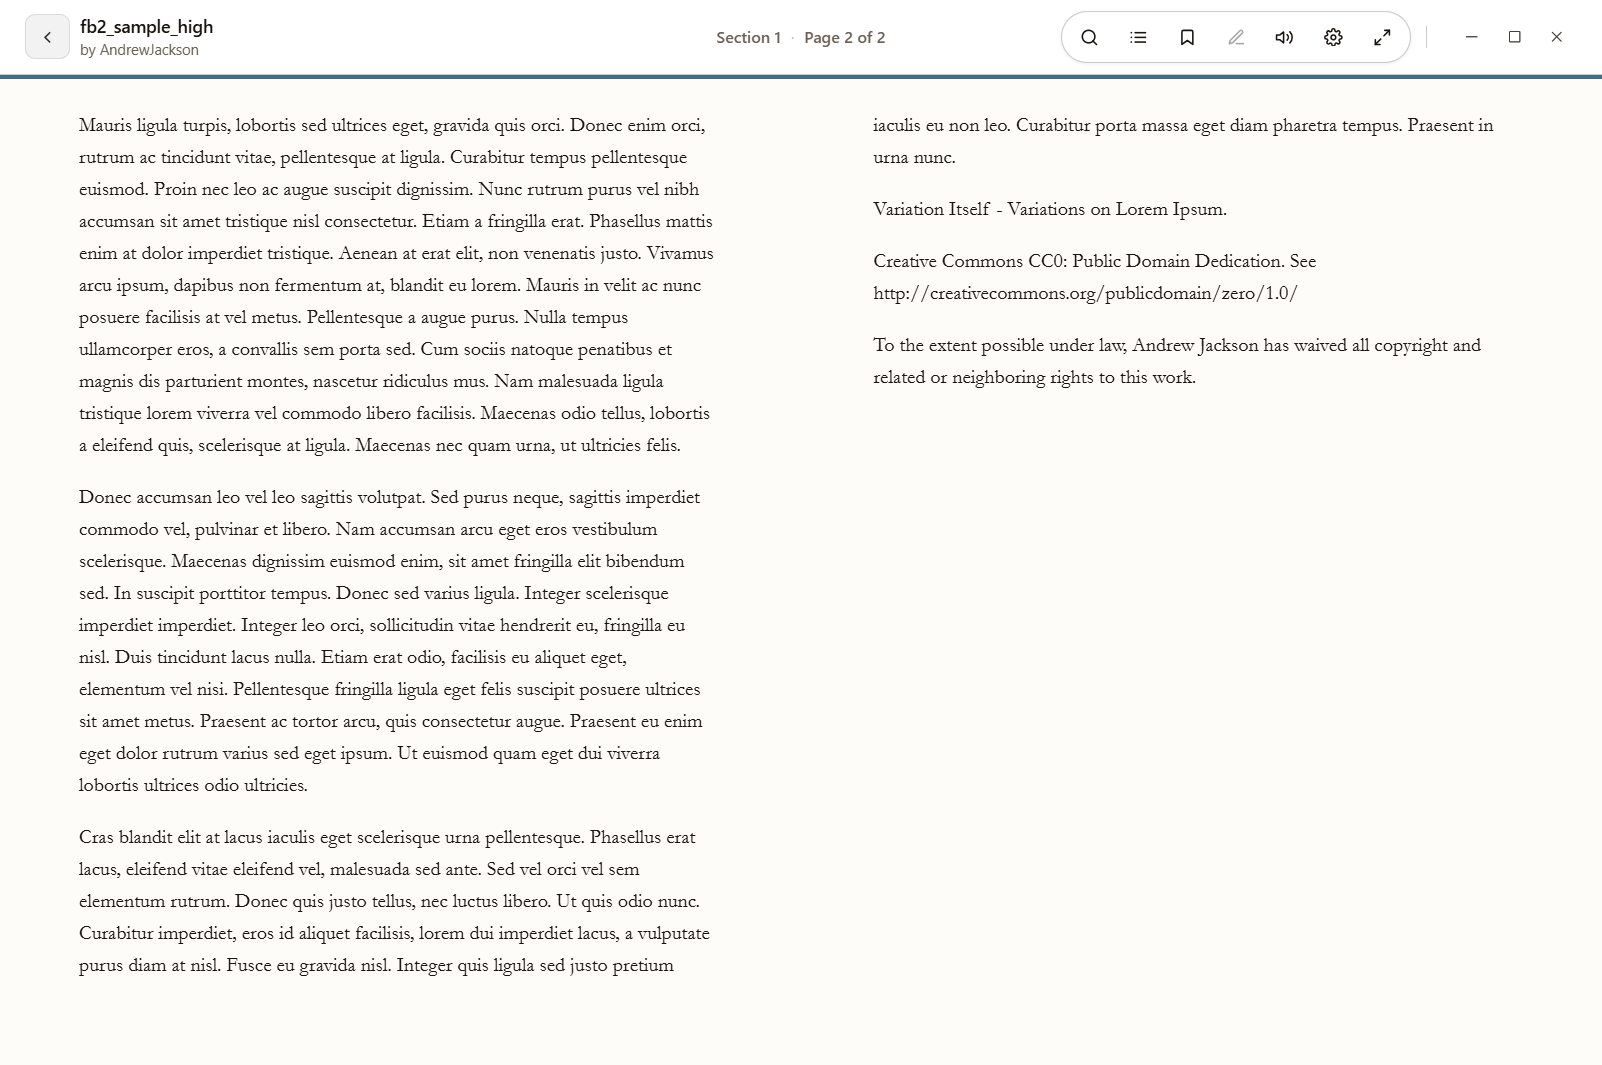 fb2_sample_high
by AndrewJackson
Section 1 · Page 2 of 2
Mauris ligula turpis, lobortis sed ultrices eget, gravida quis orci. Donec enim orci,
rutrum ac tincidunt vitae, pellentesque at ligula. Curabitur tempus pellentesque
euismod. Proin nec leo ac augue suscipit dignissim. Nunc rutrum purus vel nibh
accumsan sit amet tristique nisl consectetur. Etiam a fringilla erat. Phasellus mattis
enim at dolor imperdiet tristique. Aenean at erat elit, non venenatis justo. Vivamus
arcu ipsum, dapibus non fermentum at, blandit eu lorem. Mauris in velit ac nunc
posuere facilisis at vel metus. Pellentesque a augue purus. Nulla tempus
ullamcorper eros, a convallis sem porta sed. Cum sociis natoque penatibus et
magnis dis parturient montes, nascetur ridiculus mus. Nam malesuada ligula
tristique lorem viverra vel commodo libero facilisis. Maecenas odio tellus, lobortis
a eleifend quis, scelerisque at ligula. Maecenas nec quam urna, ut ultricies felis.
Donec accumsan leo vel leo sagittis volutpat. Sed purus neque, sagittis imperdiet
commodo vel, pulvinar et libero. Nam accumsan arcu eget eros vestibulum
scelerisque. Maecenas dignissim euismod enim, sit amet fringilla elit bibendum
sed. In suscipit porttitor tempus. Donec sed varius ligula. Integer scelerisque
imperdiet imperdiet. Integer leo orci, sollicitudin vitae hendrerit eu, fringilla eu
nisl. Duis tincidunt lacus nulla. Etiam erat odio, facilisis eu aliquet eget,
elementum vel nisi. Pellentesque fringilla ligula eget felis suscipit posuere ultrices
sit amet metus. Praesent ac tortor arcu, quis consectetur augue. Praesent eu enim
eget dolor rutrum varius sed eget ipsum. Ut euismod quam eget dui viverra
lobortis ultrices odio ultricies.
Cras blandit elit at lacus iaculis eget scelerisque urna pellentesque. Phasellus erat
lacus, eleifend vitae eleifend vel, malesuada sed ante. Sed vel orci vel sem
elementum rutrum. Donec quis justo tellus, nec luctus libero. Ut quis odio nunc.
Curabitur imperdiet, eros id aliquet facilisis, lorem dui imperdiet lacus, a vulputate
purus diam at nisl. Fusce eu gravida nisl. Integer quis ligula sed justo pretium
iaculis eu non leo. Curabitur porta massa eget diam pharetra tempus. Praesent in
urna nunc.
Variation Itself - Variations on Lorem Ipsum.
Creative Commons CC0: Public Domain Dedication. See
http://creativecommons.org/publicdomain/zero/1.0/
To the extent possible under law, Andrew Jackson has waived all copyright and
related or neighboring rights to this work.